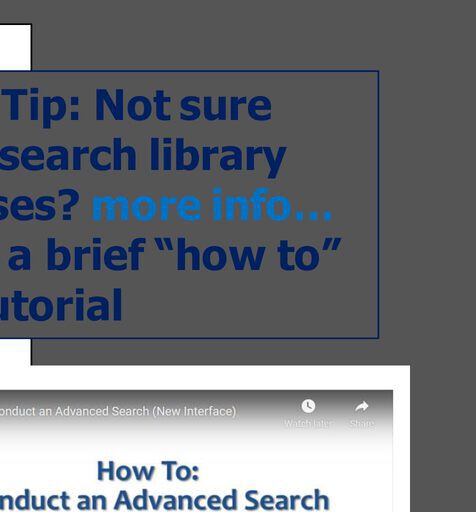 Tip: Not sure
search library
ses? more info...
a brief “how to”
utorial
onduct an Advanced Search (New Interface)
Watch later
Share
How To:
nduct an Advanced Search